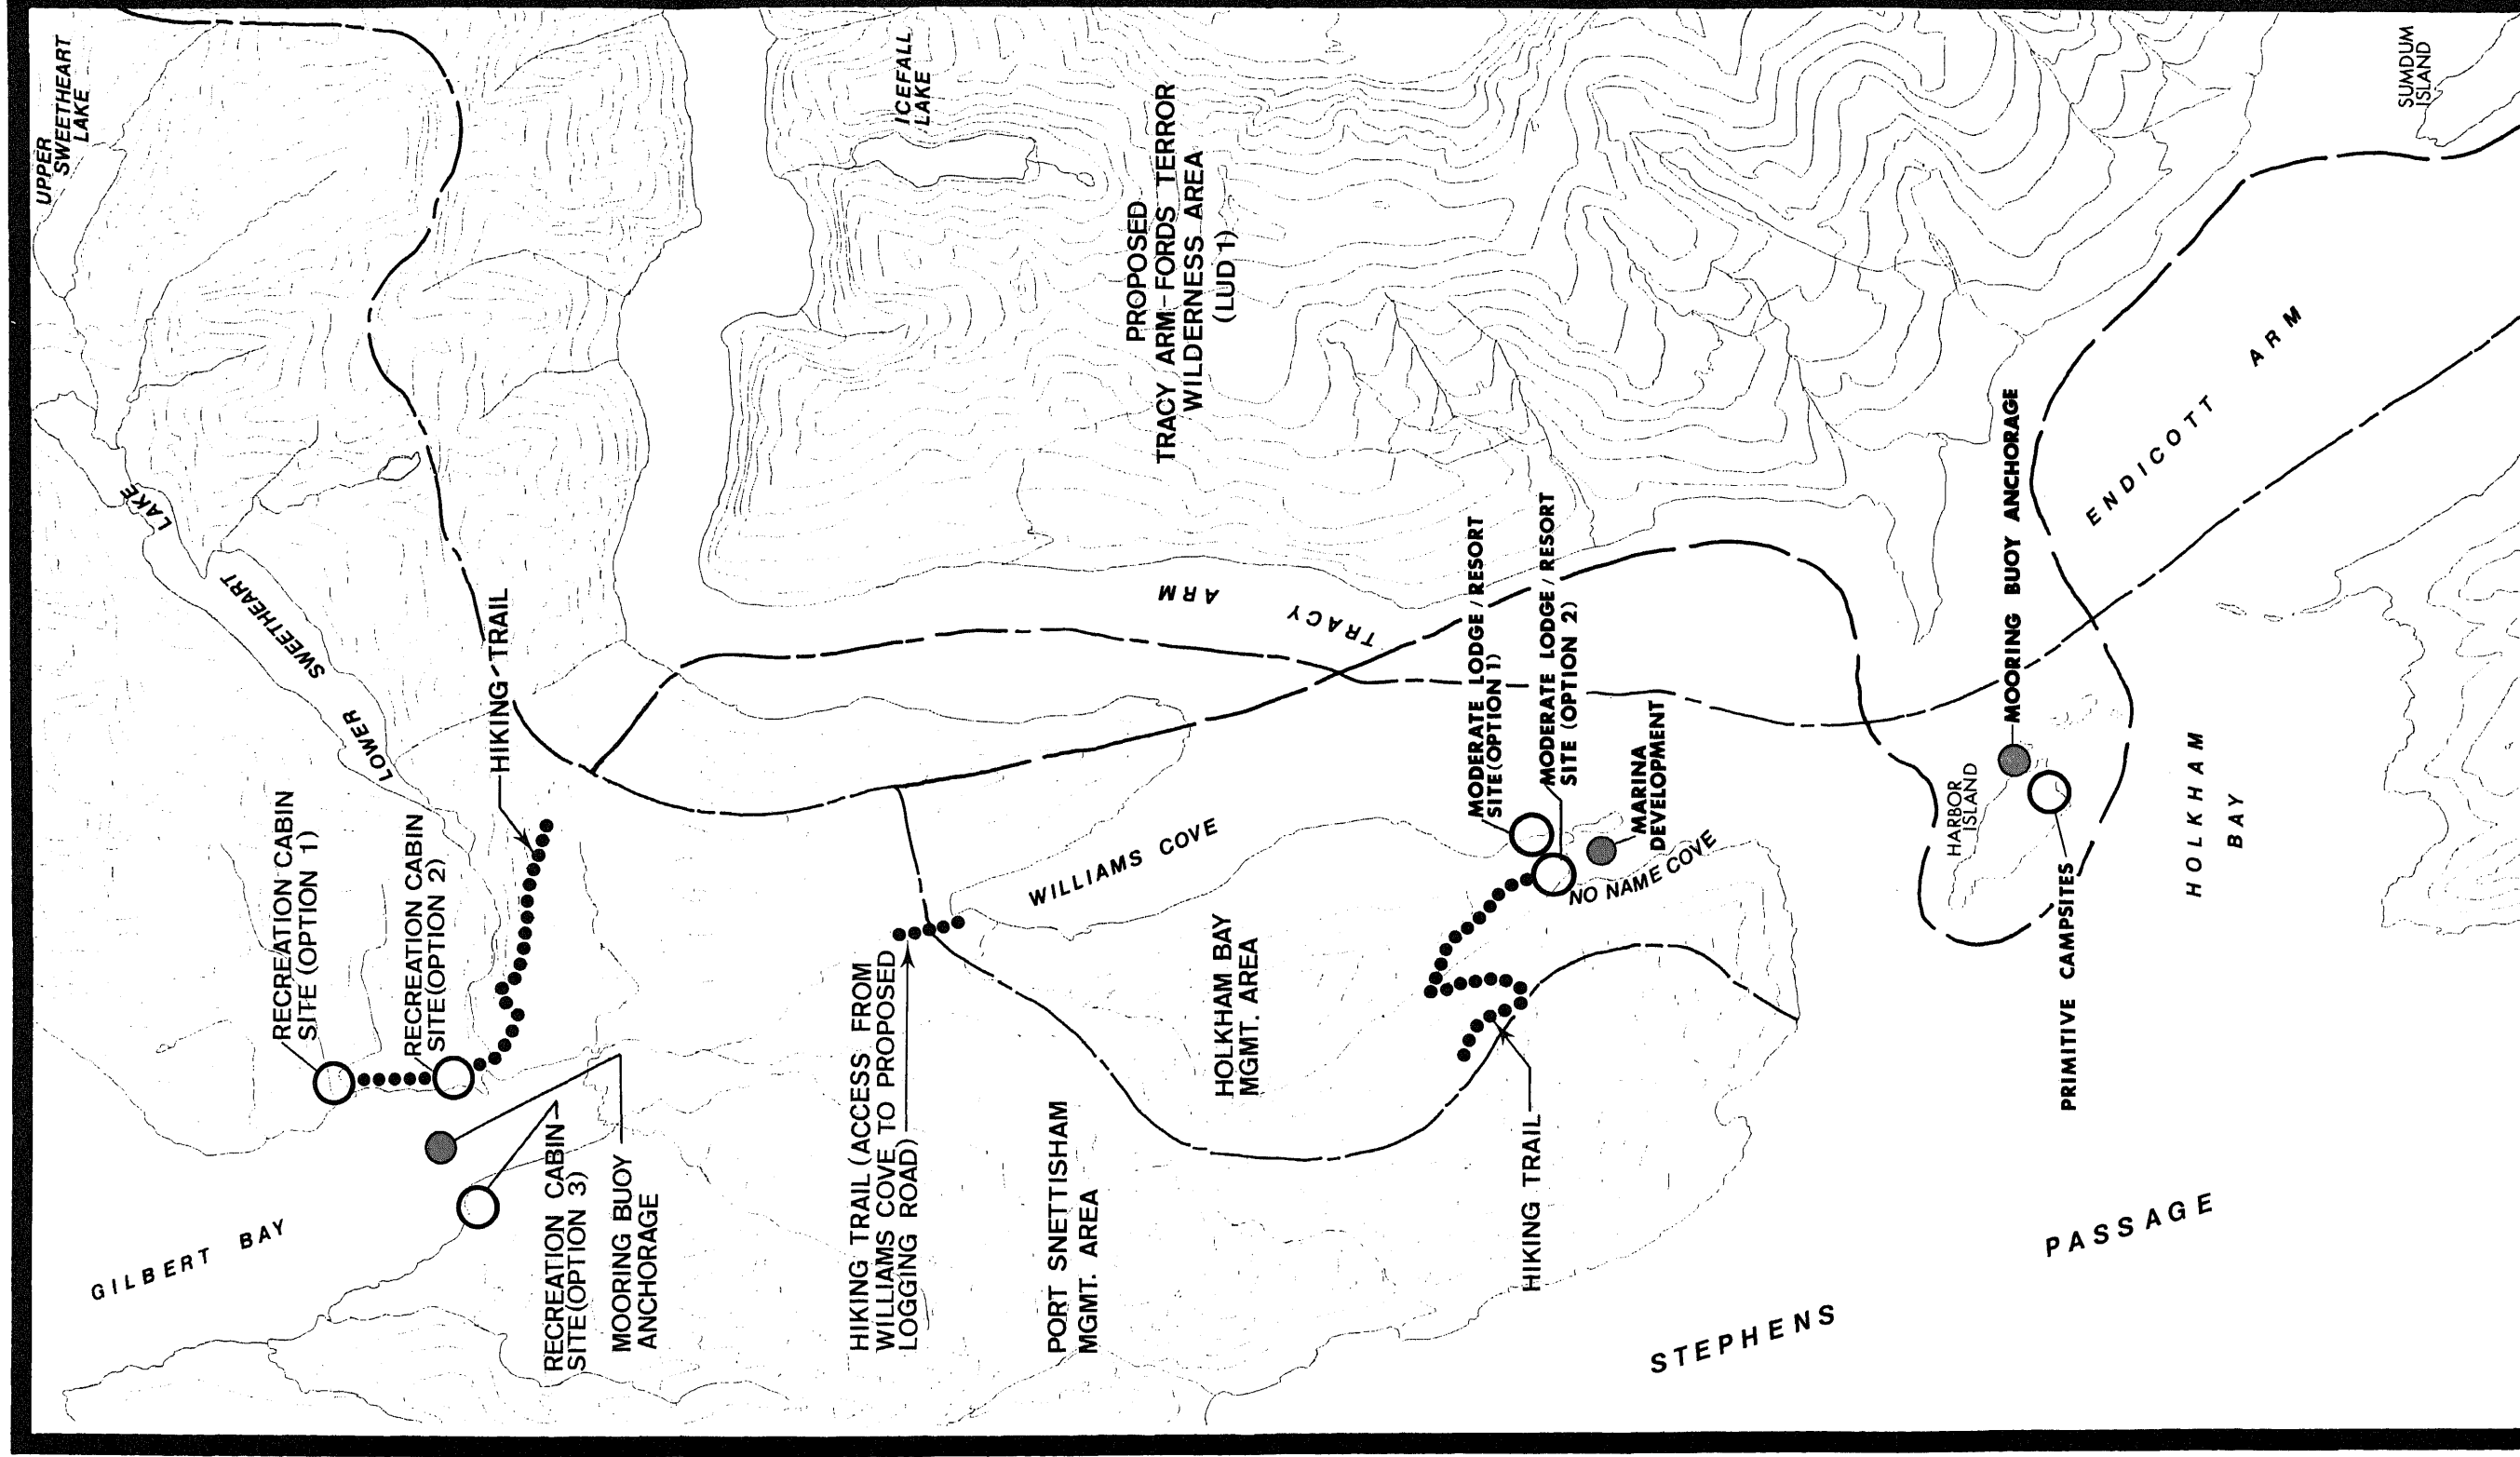 UPPER
SWEETHEART
LAKE
ICEFALL
LAKE
SUMDUM
ISLAND
PROPOSED
TRACY ARM-FORDS TERROR
WILDERNESS AREA
(LUD 1)
LOWER
SWEETHEART
LAKE
HIKING TRAIL
RECREATION CABIN
SITE (OPTION 1)
RECREATION CABIN
SITE (OPTION 2)
TRACY
ARM
MODERATE LODGE / RESORT
SITE (OPTION 1)
MODERATE LODGE / RESORT
SITE (OPTION 2)
MARINA
DEVELOPMENT
NO NAME COVE
WILLIAMS COVE
MOORING BUOY ANCHORAGE
ENDICOTT ARM
HARBOR
ISLAND
HOLKHAM
BAY
PRIMITIVE CAMPSITES
GILBERT BAY
RECREATION CABIN
SITE (OPTION 3)
MOORING BUOY
ANCHORAGE
HIKING TRAIL (ACCESS FROM
WILLIAMS COVE TO PROPOSED
LOGGING ROAD)
PORT SNETTISHAM
MGMT. AREA
HOLKHAM BAY
MGMT. AREA
HIKING TRAIL
STEPHENS PASSAGE